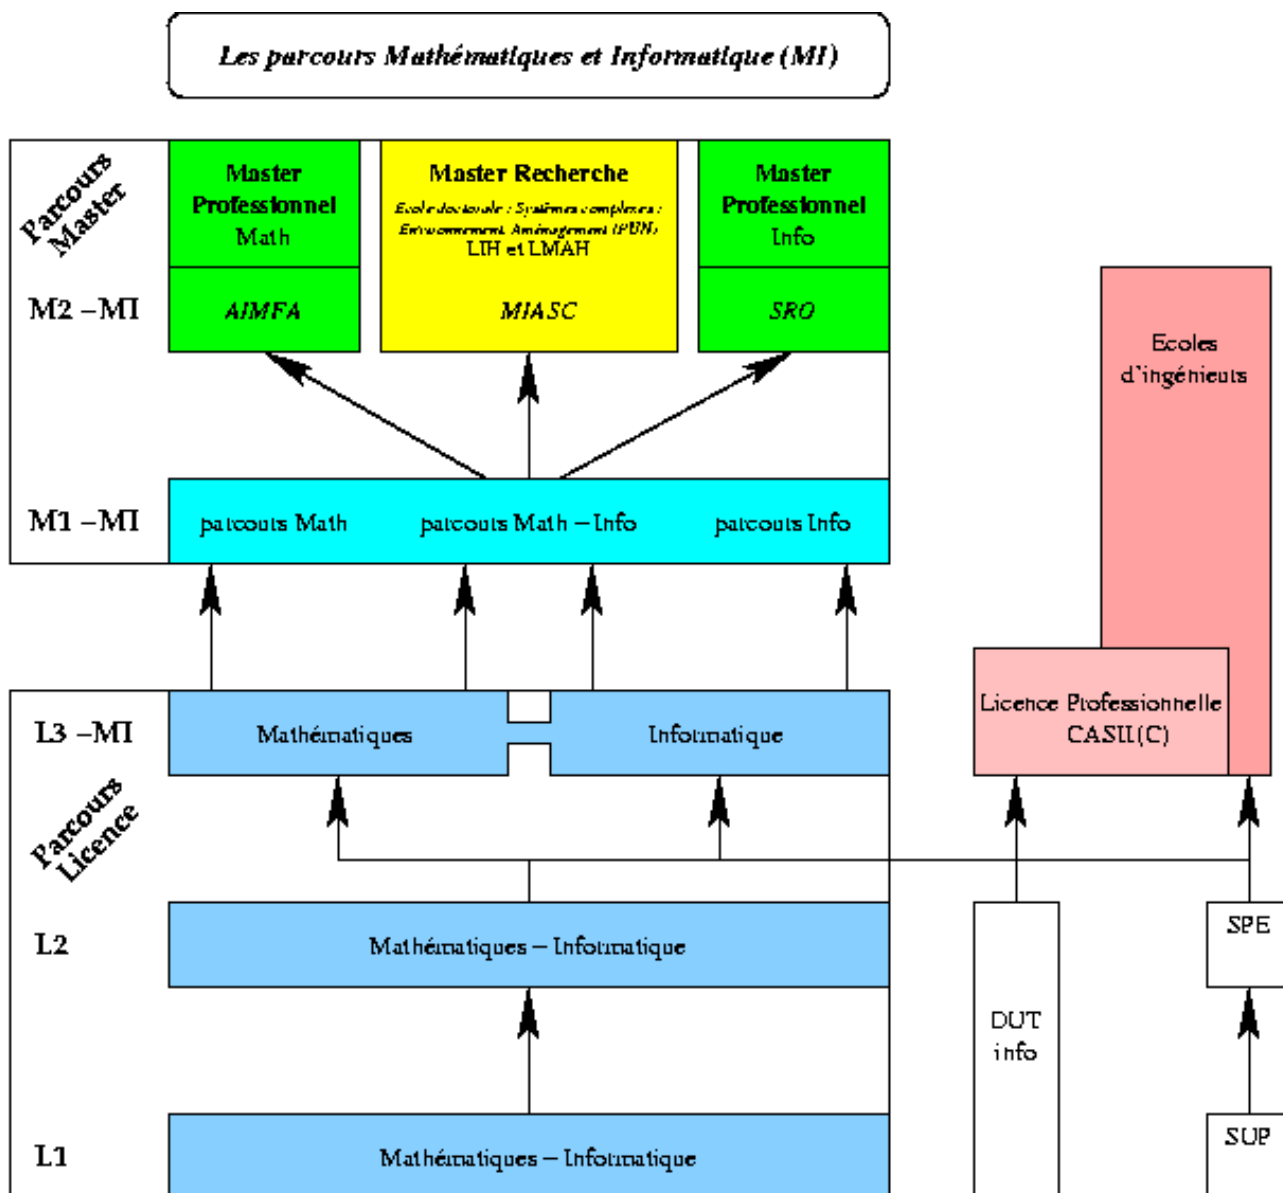 Les parcours Mathématiques et Informatique (MI)
Parcours
Master
Master
Professionnel
Math
Master Recherche
Ecole doctorale : Systèmes complexes :
Environnement, Aménagement (PUN)
LIH et LMAH
Master
Professionnel
Info
M2 –MI
AIMFA
MIASC
SRO
Ecoles
d'ingénieurs
M1 –MI
parcours Math
parcours Math – Info
parcours Info
L3 –MI
Mathématiques
Informatique
Licence Professionnelle
CASII(C)
Parcours
Licence
L2
Mathématiques – Informatique
SPE
DUT
info
L1
Mathématiques – Informatique
SUP